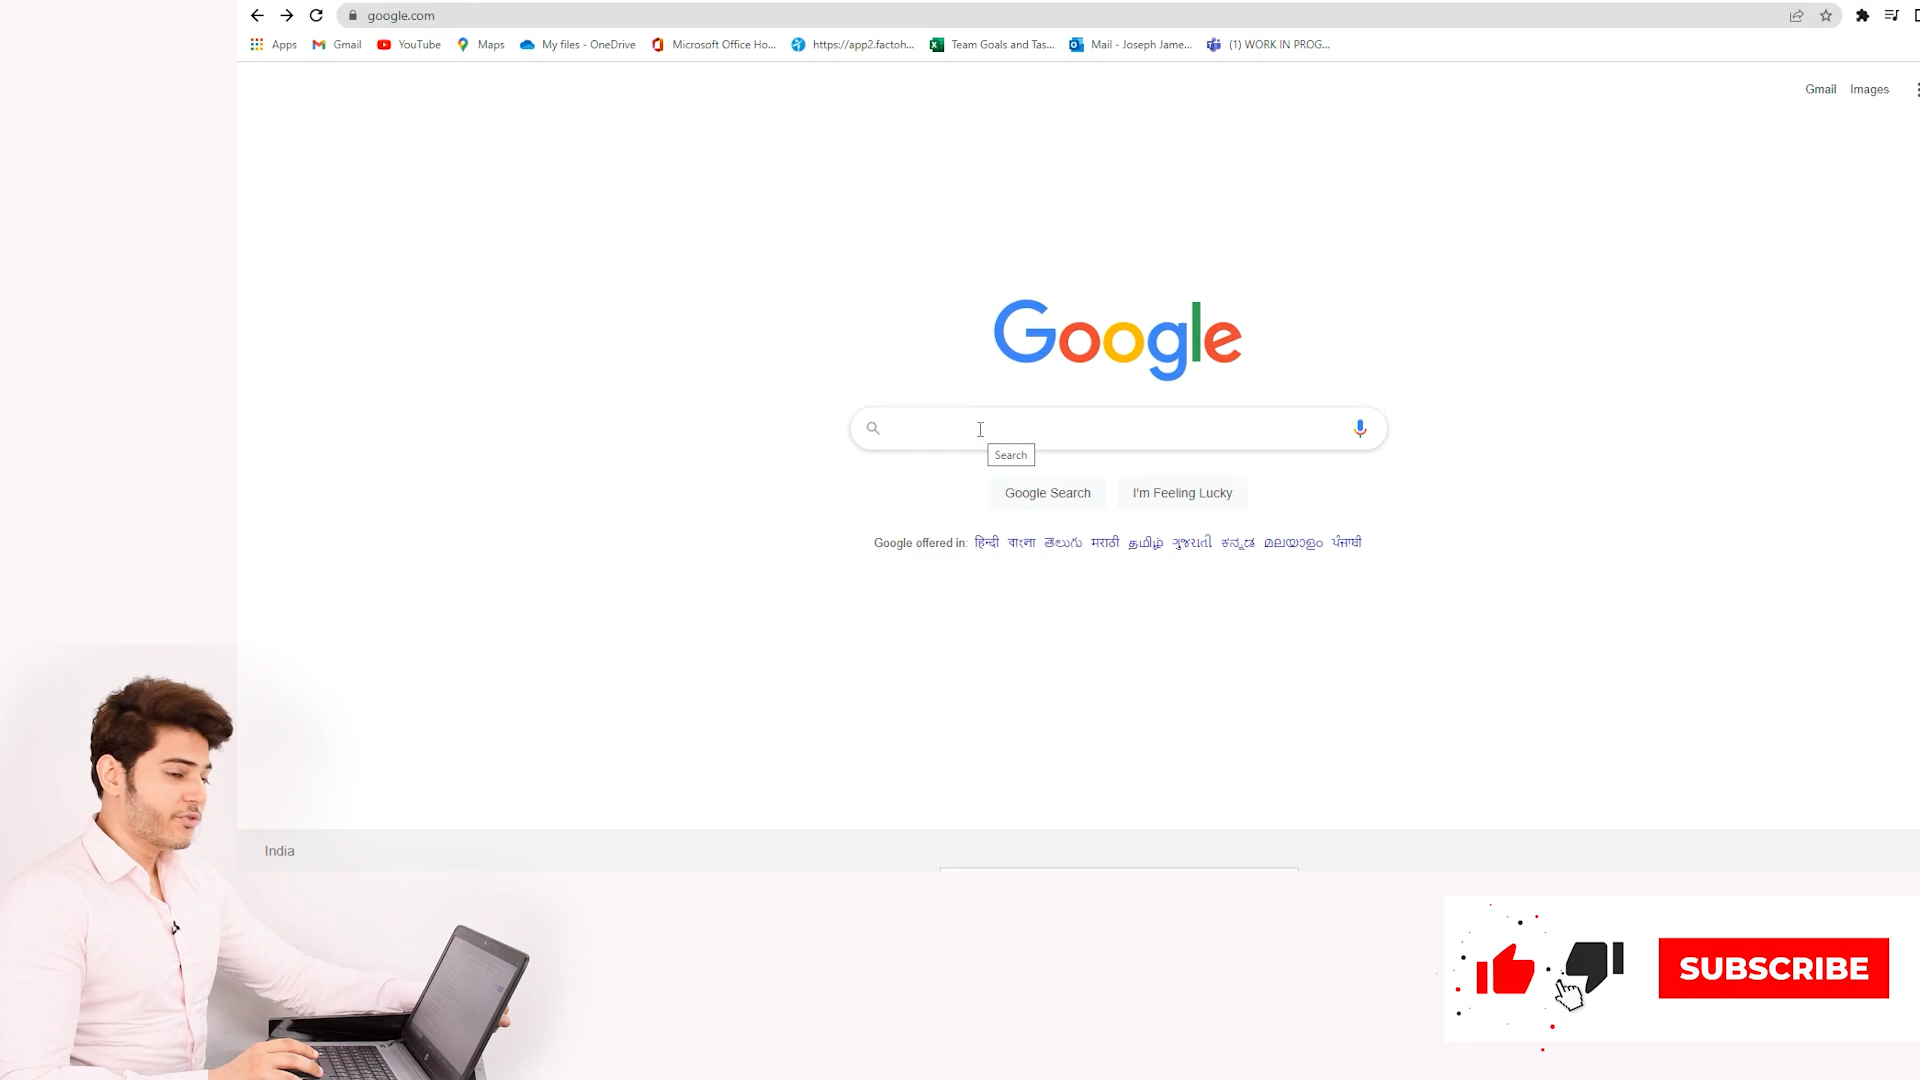 google.com
Apps Gmail YouTube Maps My files - OneDrive Microsoft Office Ho... https://app2.factoh... Team Goals and Tas... Mail - Joseph Jame... (1) WORK IN PROG...
Gmail Images
Google
Search
Google Search I'm Feeling Lucky
Google offered in: हिन्दी বাংলা తెలుగు मराठी தமிழ் ગુજરાતી ಕನ್ನಡ മലയാളം ਪੰਜਾਬੀ
India
SUBSCRIBE